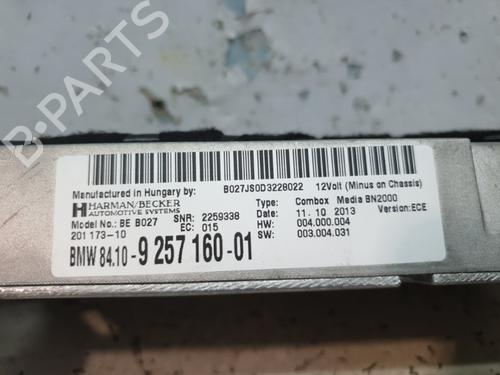 Manufactured in Hungary by: B027JS0D3228022 12Volt (Minus on Chassis)
HARMAN/BECKER
AUTOMOTIVE SYSTEMS
Type: Combox Media BN2000
Model No.: BE B027 SNR: 2259338 Date: 11. 10 2013 Version:ECE
201 173-10 EC: 015 HW: 004.000.004
SW: 003.004.031
BMW 84.10- 9 257 160-01
B-PARTS